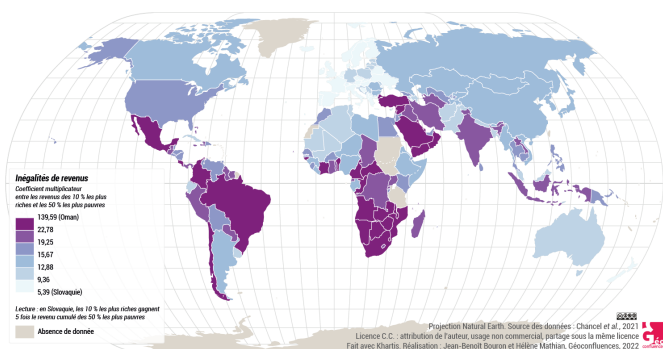 Inégalités de revenus
Coefficient multiplicateur
entre les revenus des 10 % les plus
riches et les 50 % les plus pauvres
139,59 (Oman)
22,78
19,25
15,67
12,88
9,36
5,39 (Slovaquie)
Lecture : en Slovaquie, les 10 % les plus riches gagnent
5 fois le revenu cumulé des 50 % les plus pauvres
Absence de donnée
Projection Natural Earth. Source des données : Chancel et al., 2021
Licence C.C. : attribution de l'auteur, usage non commercial, partage sous la même licence
Fait avec Khartis. Réalisation : Jean-Benoît Bouron et Hélène Mathian, Géoconfluences, 2022